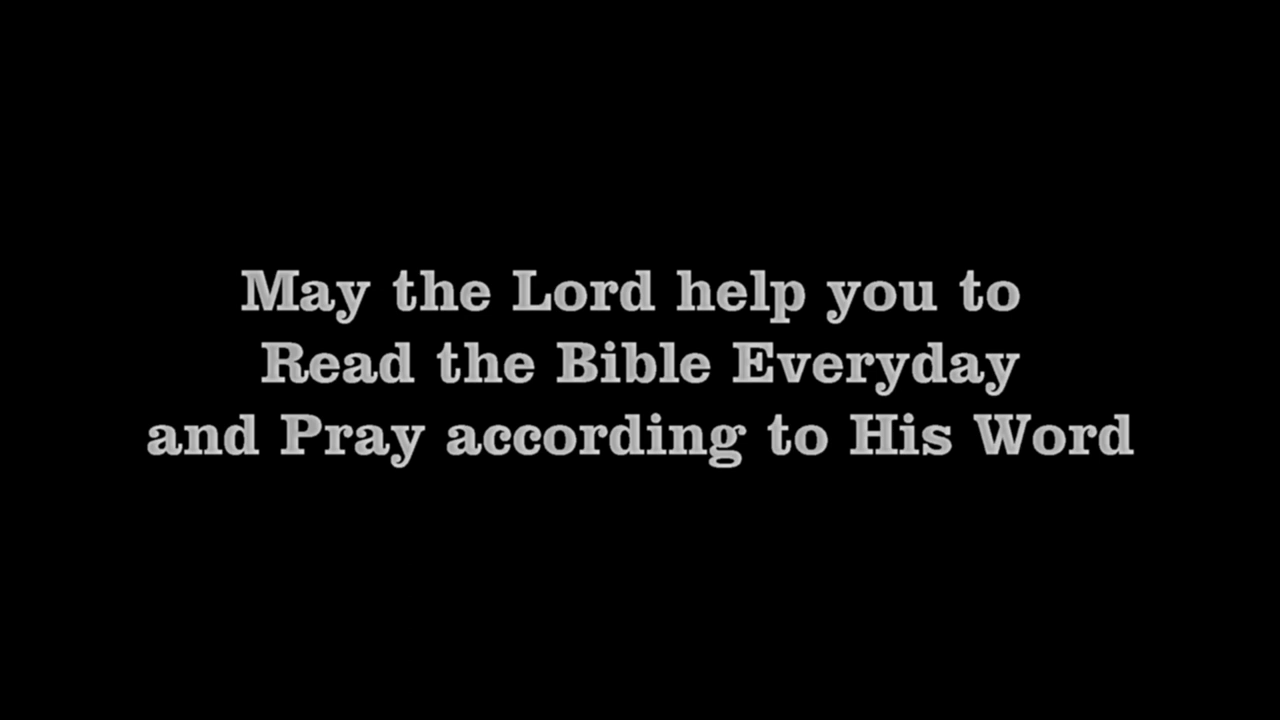 May the Lord help you to
Read the Bible Everyday
and Pray according to His Word